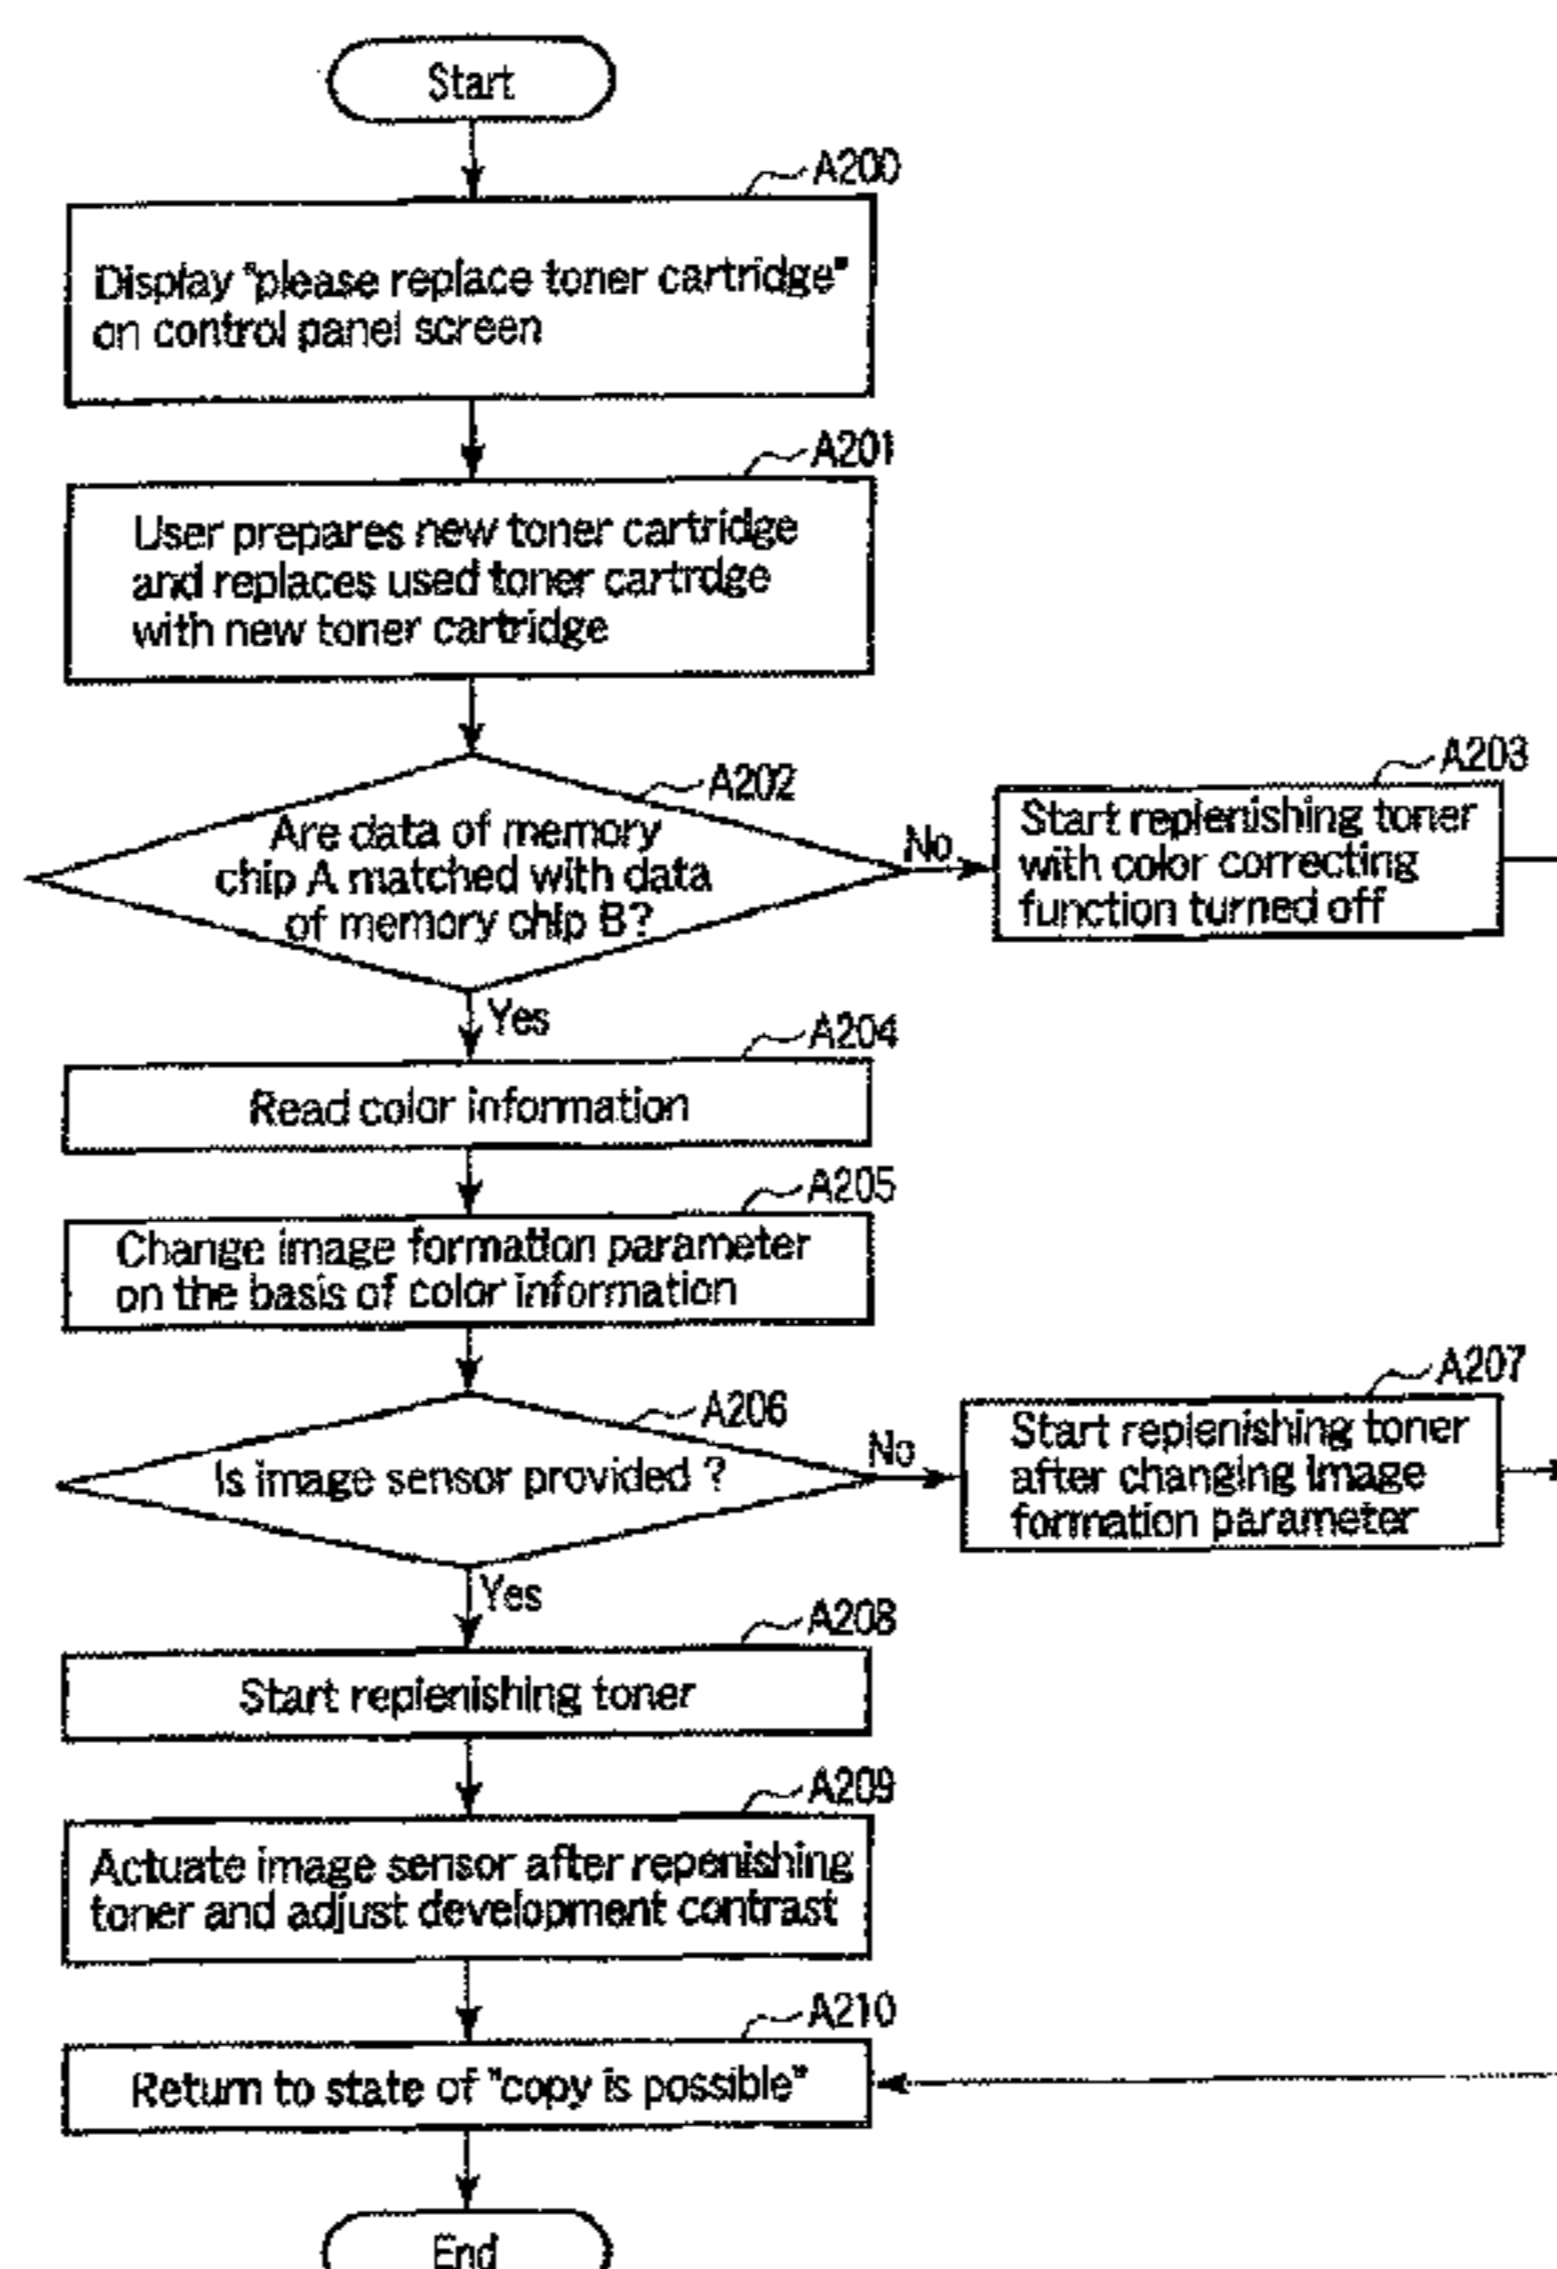 Start
A200
Display "please replace toner cartridge"
on control panel screen
A201
User prepares new toner cartridge
and replaces used toner cartrdge
with new toner cartridge
A202
Are data of memory
chip A matched with data
of memory chip B?
No
A203
Start replenishing toner
with color correcting
function turned off
Yes
A204
Read color information
A205
Change image formation parameter
on the basis of color information
A206
Is image sensor provided ?
No
A207
Start replenishing toner
after changing image
formation parameter
Yes
A208
Start replenishing toner
A209
Actuate image sensor after repenishing
toner and adjust development contrast
A210
Return to state of "copy is possible"
End